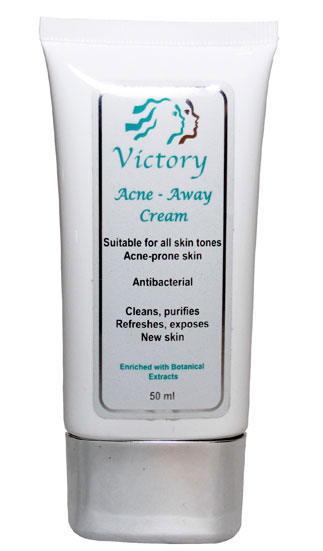 Victory
Acne - Away
Cream
Suitable for all skin tones
Acne-prone skin
Antibacterial
Cleans, purifies
Refreshes, exposes
New skin
Enriched with Botanical
Extracts
50 ml